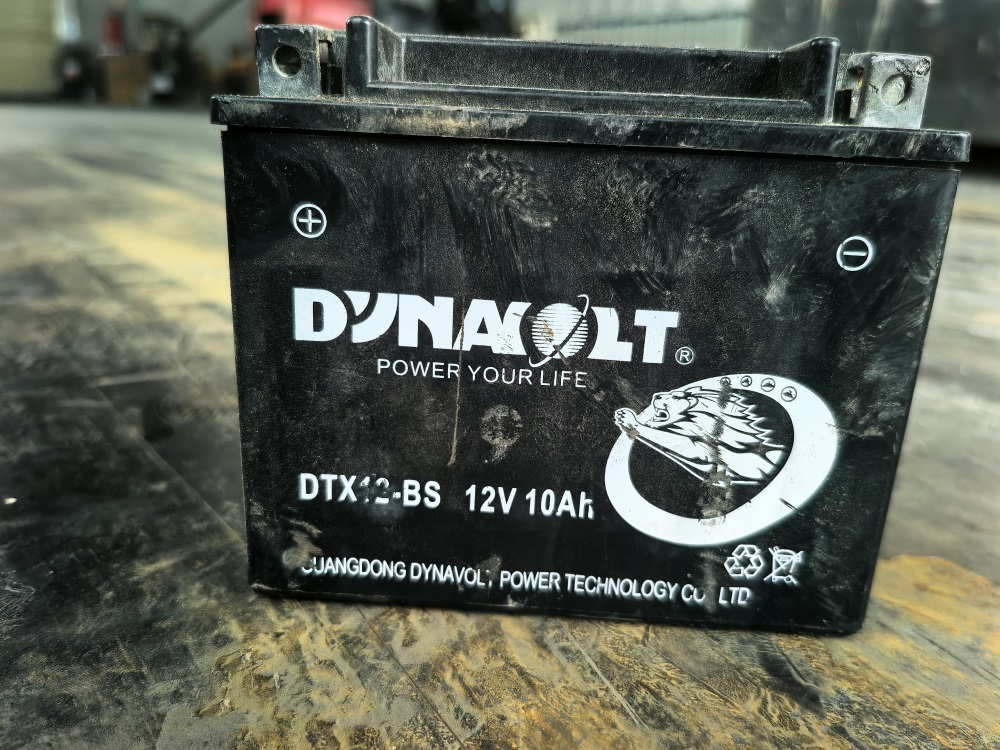 DYNAVOLT®
POWER YOUR LIFE
DTX12-BS 12V 10Ah
GUANGDONG DYNAVOLT POWER TECHNOLOGY CO LTD